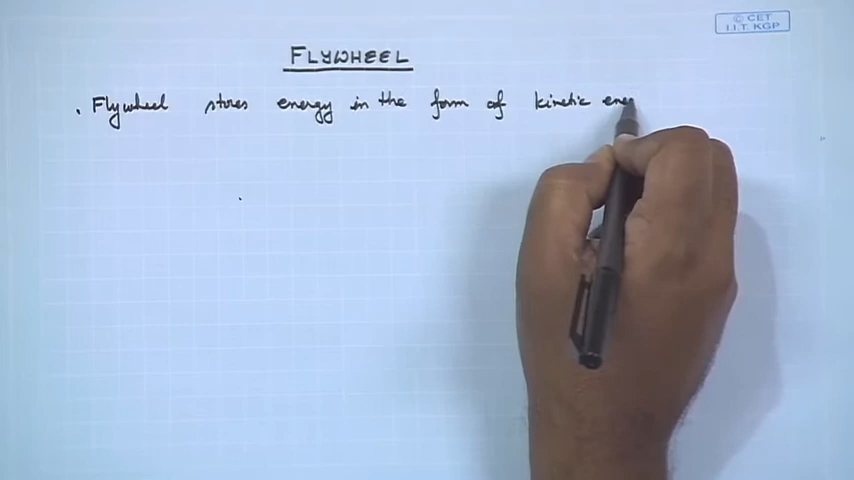 © CET
I.I.T. KGP
FLYWHEEL
. Flywheel stores energy in the form of kinetic ene